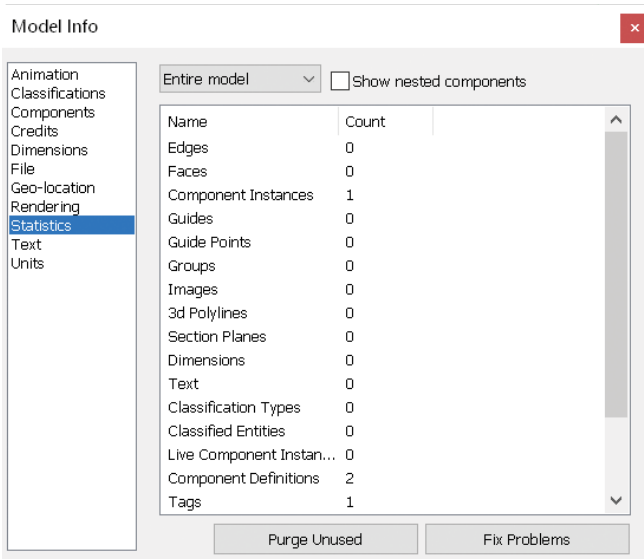 Model Info
Animation
Classifications
Components
Credits
Dimensions
File
Geo-location
Rendering
Statistics
Text
Units
Entire model
Show nested components
Name Count
Edges 0
Faces 0
Component Instances 1
Guides 0
Guide Points 0
Groups 0
Images 0
3d Polylines 0
Section Planes 0
Dimensions 0
Text 0
Classification Types 0
Classified Entities 0
Live Component Instan... 0
Component Definitions 2
Tags 1
Purge Unused Fix Problems